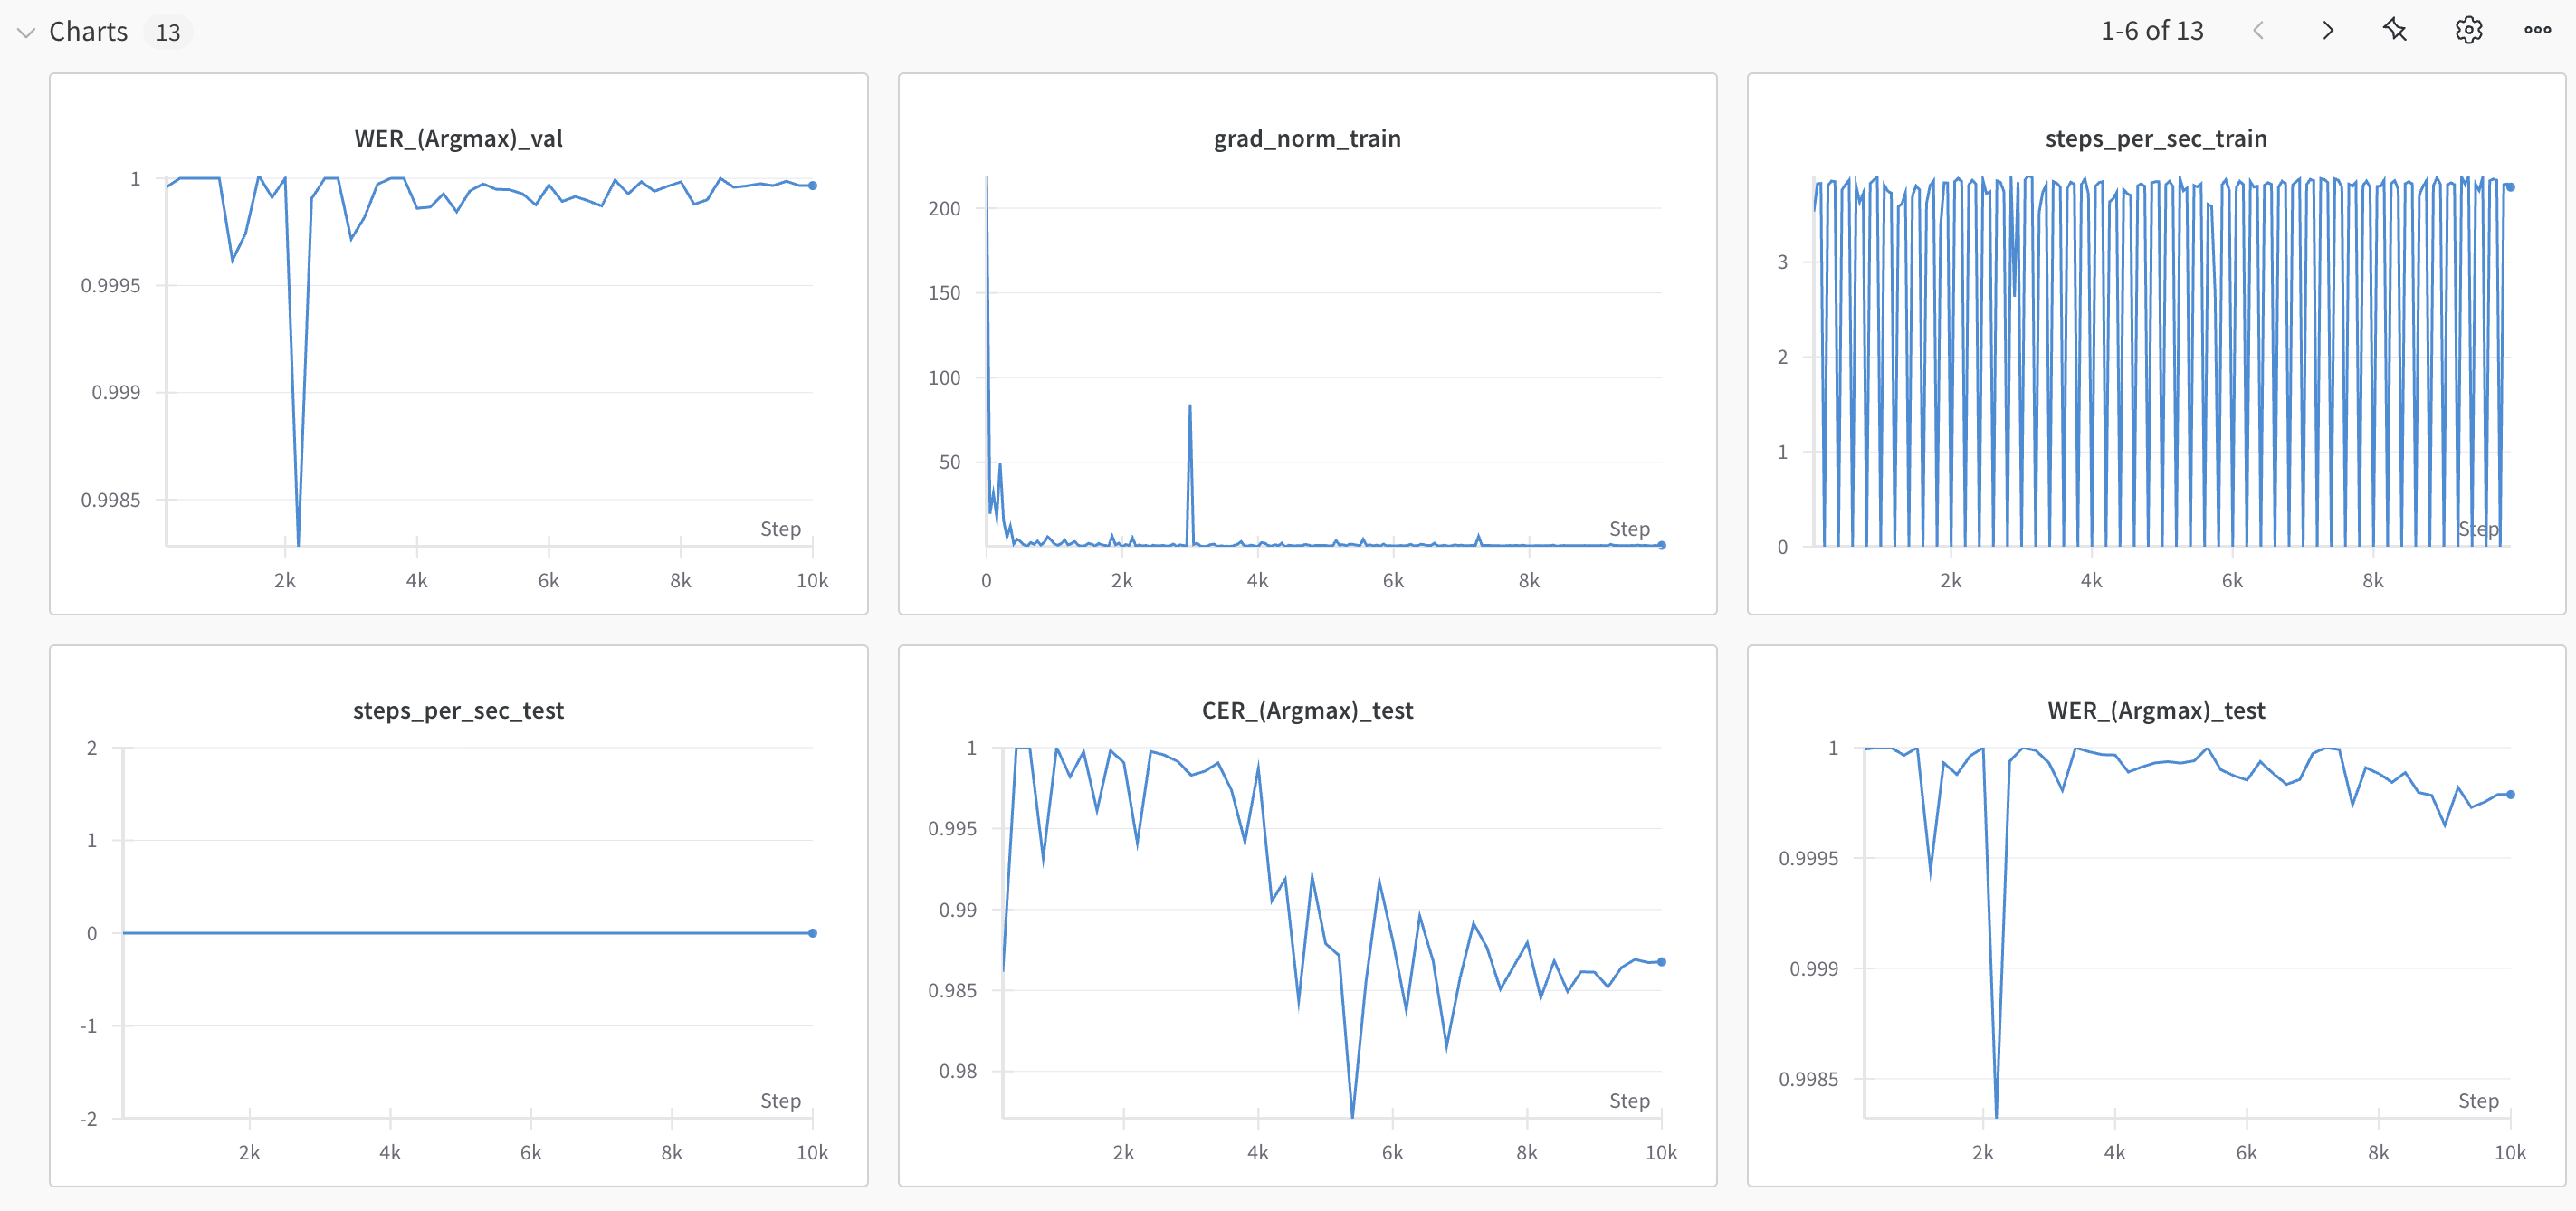 Charts 13
1-6 of 13
WER_(Argmax)_val
1
0.9995
0.999
0.9985
Step
2k 4k 6k 8k 10k
grad_norm_train
200
150
100
50
Step
0 2k 4k 6k 8k
steps_per_sec_train
3
2
1
0
Step
2k 4k 6k 8k
steps_per_sec_test
2
1
0
-1
-2
Step
2k 4k 6k 8k 10k
CER_(Argmax)_test
1
0.995
0.99
0.985
0.98
Step
2k 4k 6k 8k 10k
WER_(Argmax)_test
1
0.9995
0.999
0.9985
Step
2k 4k 6k 8k 10k